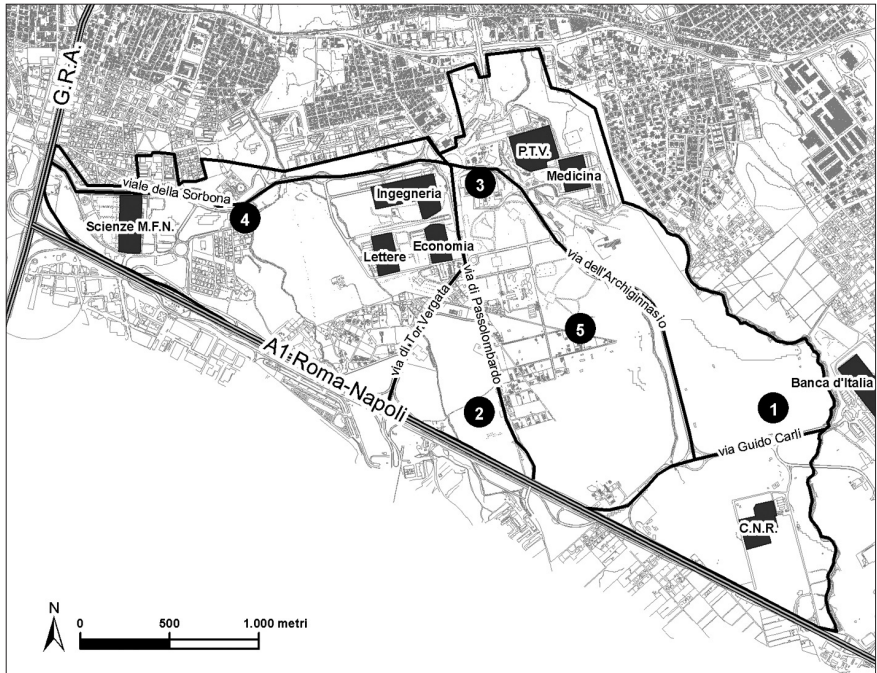 G.R.A.
P.T.V.
Medicina
3
viale della Sorbona
Ingegneria
4
Scienze M.F.N.
Economia
Lettere
via dell'Archiginnasio
via di Tor Vergata
via di Passolombardo
5
A1 Roma-Napoli
Banca d'Italia
2
1
via Guido Carli
C.N.R.
N
0 500 1.000 metri